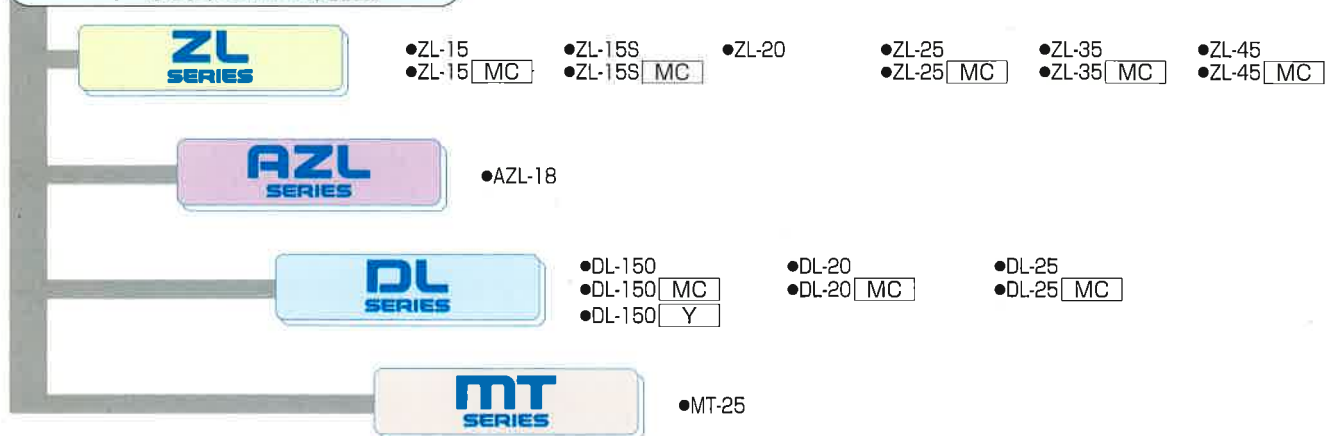 ZL
SERIES
●ZL-15 ●ZL-15S ●ZL-20 ●ZL-25 ●ZL-35 ●ZL-45
●ZL-15 MC ●ZL-15S MC ●ZL-25 MC ●ZL-35 MC ●ZL-45 MC
AZL
SERIES
●AZL-18
DL
SERIES
●DL-150 ●DL-20 ●DL-25
●DL-150 MC ●DL-20 MC ●DL-25 MC
●DL-150 Y
MT
SERIES
●MT-25